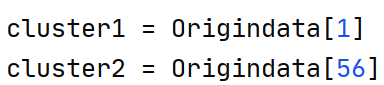 cluster1 = Origindata[1]
cluster2 = Origindata[56]